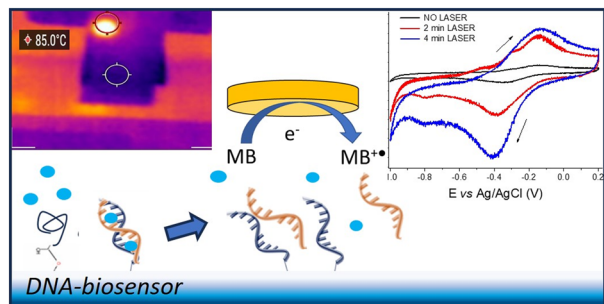 85.0°C
NO LASER
2 min LASER
4 min LASER
e-
MB
MB+•
-1.0 -0.8 -0.6 -0.4 -0.2 0.0 0.2
E vs Ag/AgCl (V)
DNA-biosensor